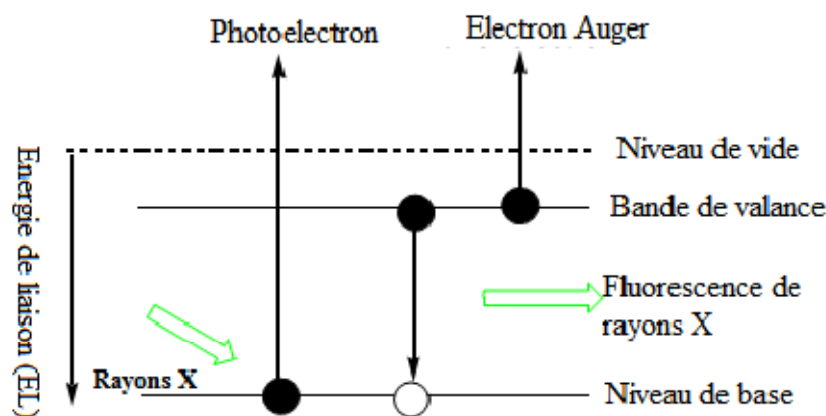 Photoelectron
Electron Auger
Niveau de vide
Bande de valance
Fluorescence de
rayons X
Niveau de base
Energie de liaison (EL)
Rayons X